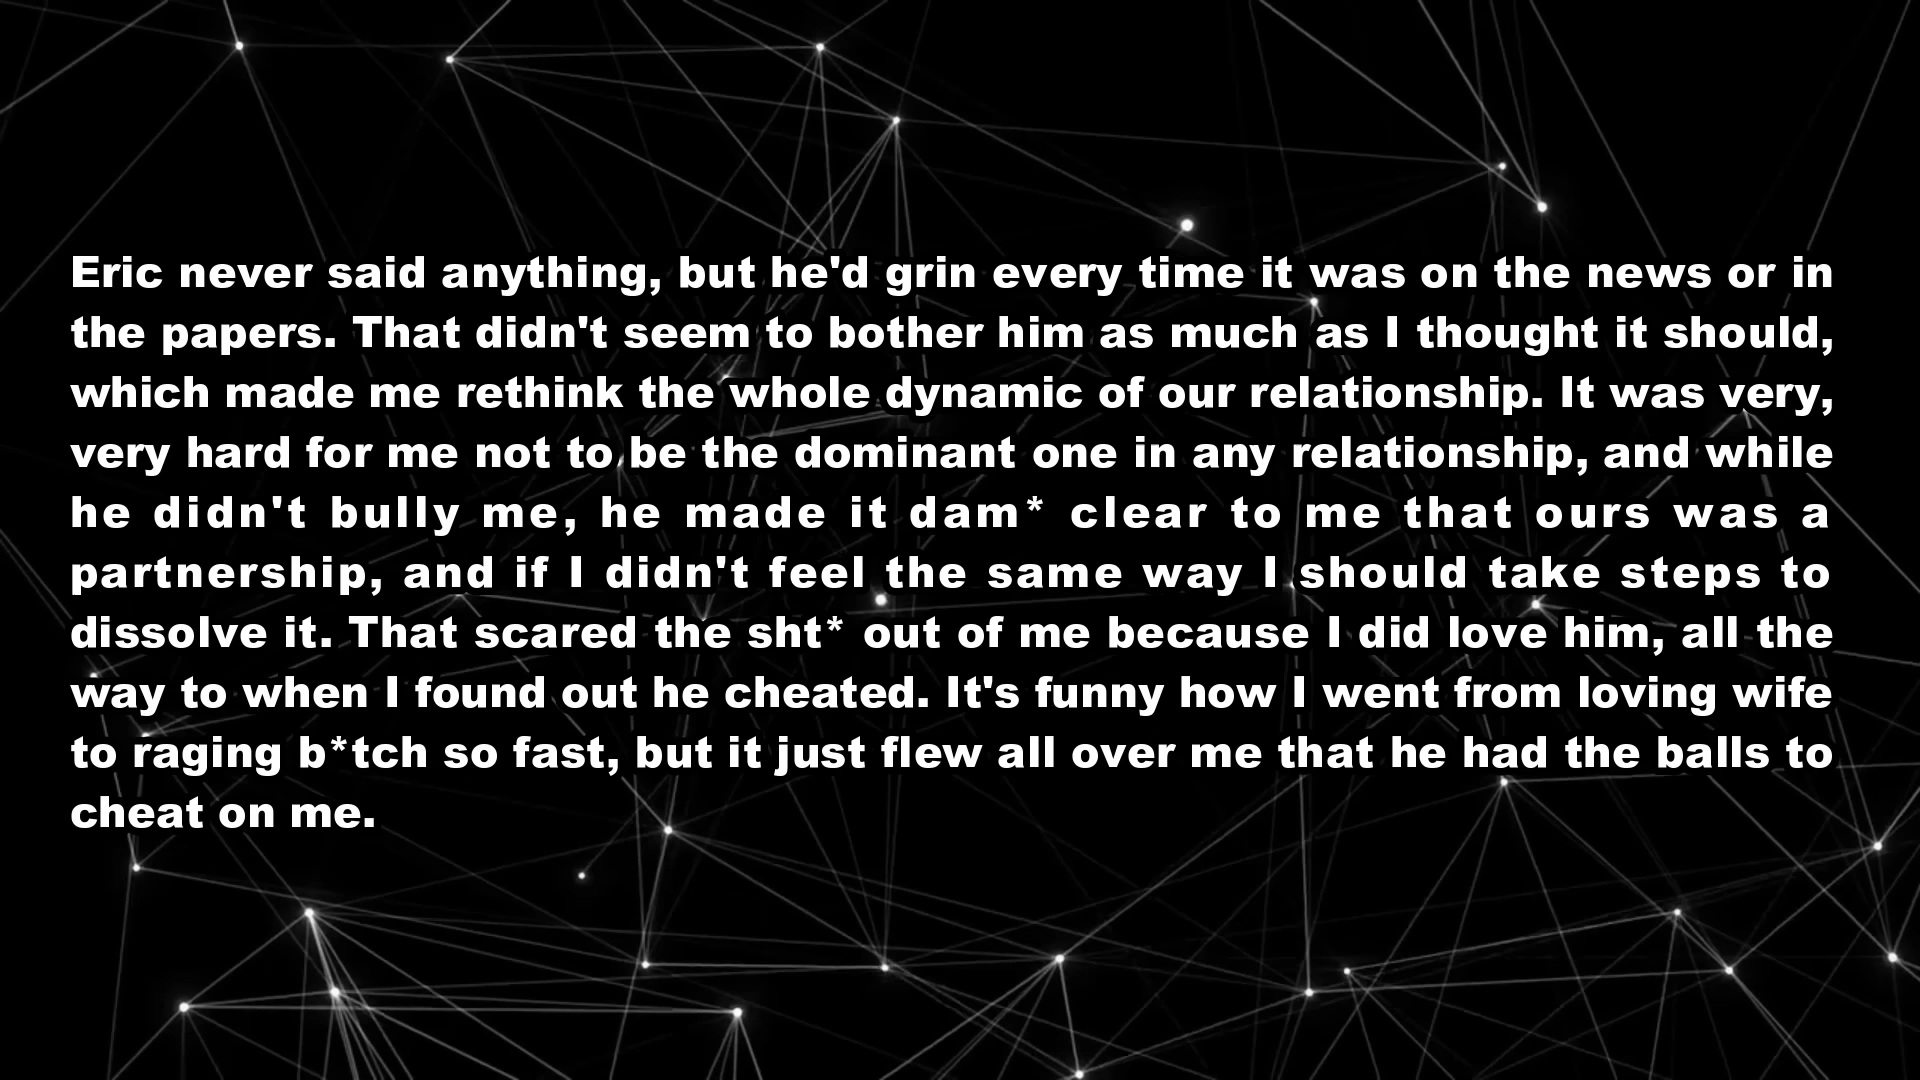 Eric never said anything, but he'd grin every time it was on the news or in
the papers. That didn't seem to bother him as much as I thought it should,
which made me rethink the whole dynamic of our relationship. It was very,
very hard for me not to be the dominant one in any relationship, and while
he didn't bully me, he made it dam* clear to me that ours was a
partnership, and if I didn't feel the same way I should take steps to
dissolve it. That scared the sht* out of me because I did love him, all the
way to when I found out he cheated. It's funny how I went from loving wife
to raging b*tch so fast, but it just flew all over me that he had the balls to
cheat on me.